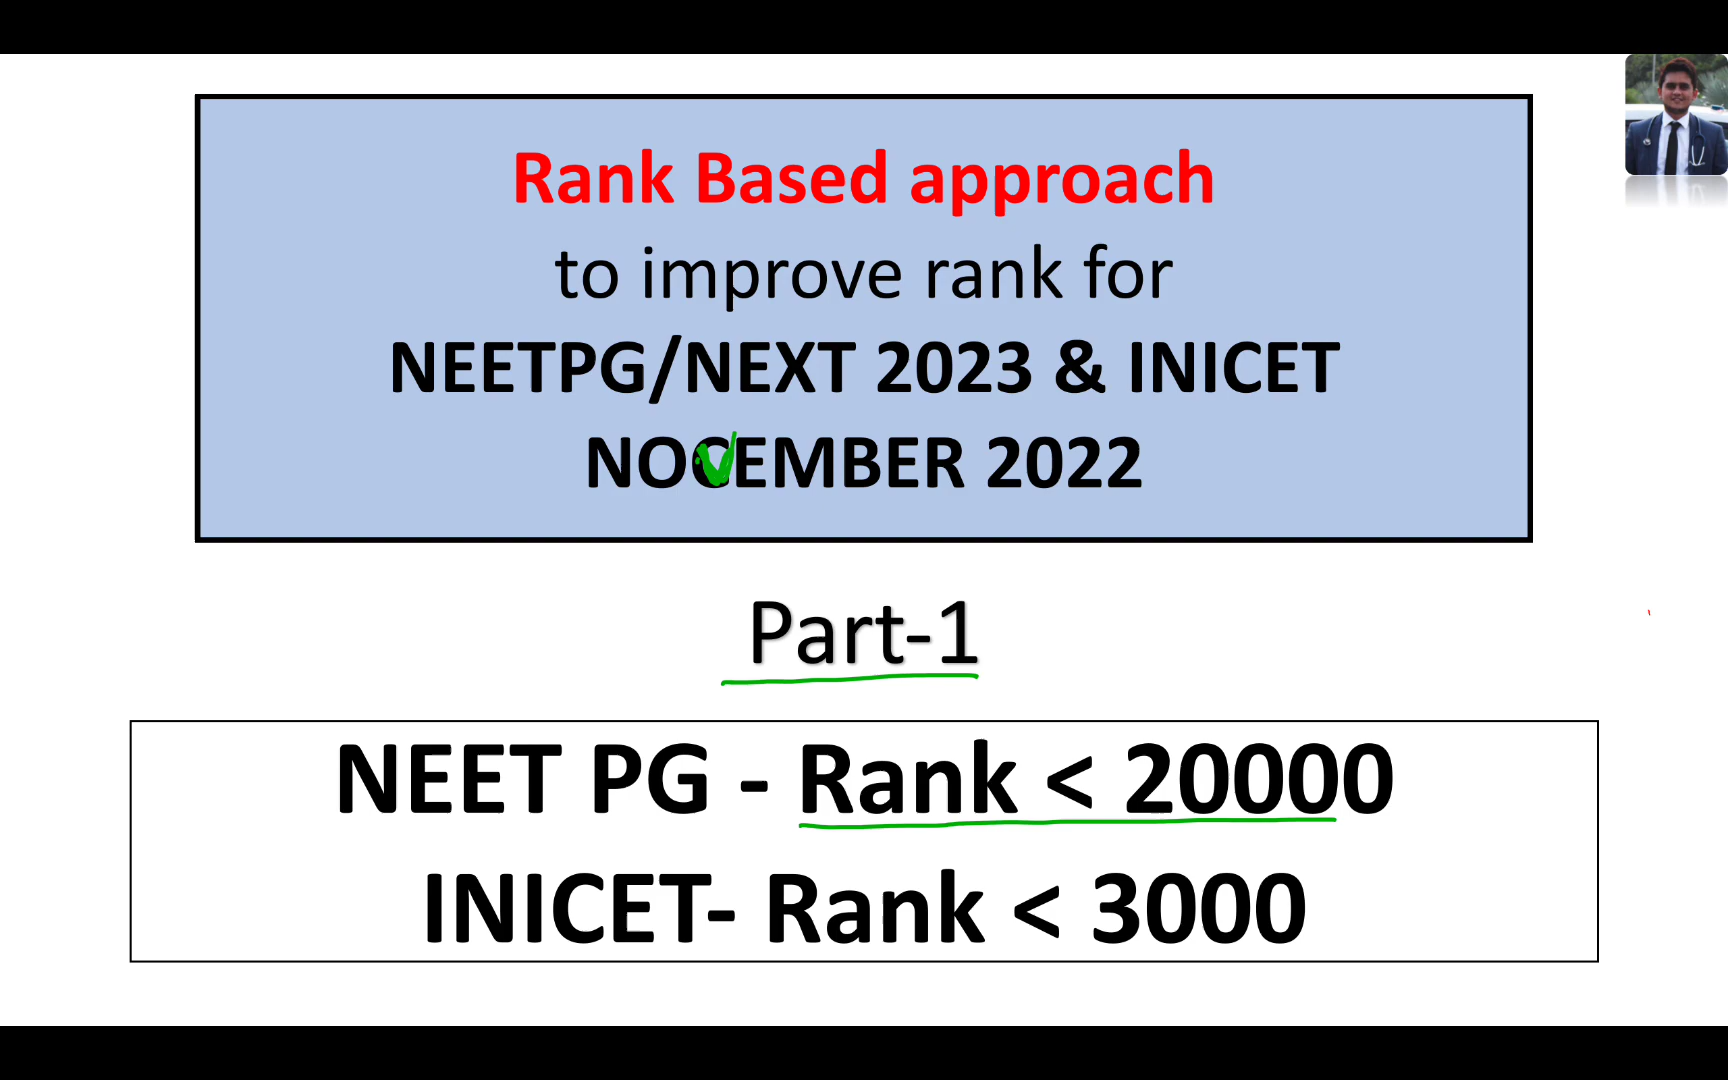 Rank Based approach
to improve rank for
NEETPG/NEXT 2023 & INICET
NOVEMBER 2022
Part-1
NEET PG - Rank < 20000
INICET- Rank < 3000